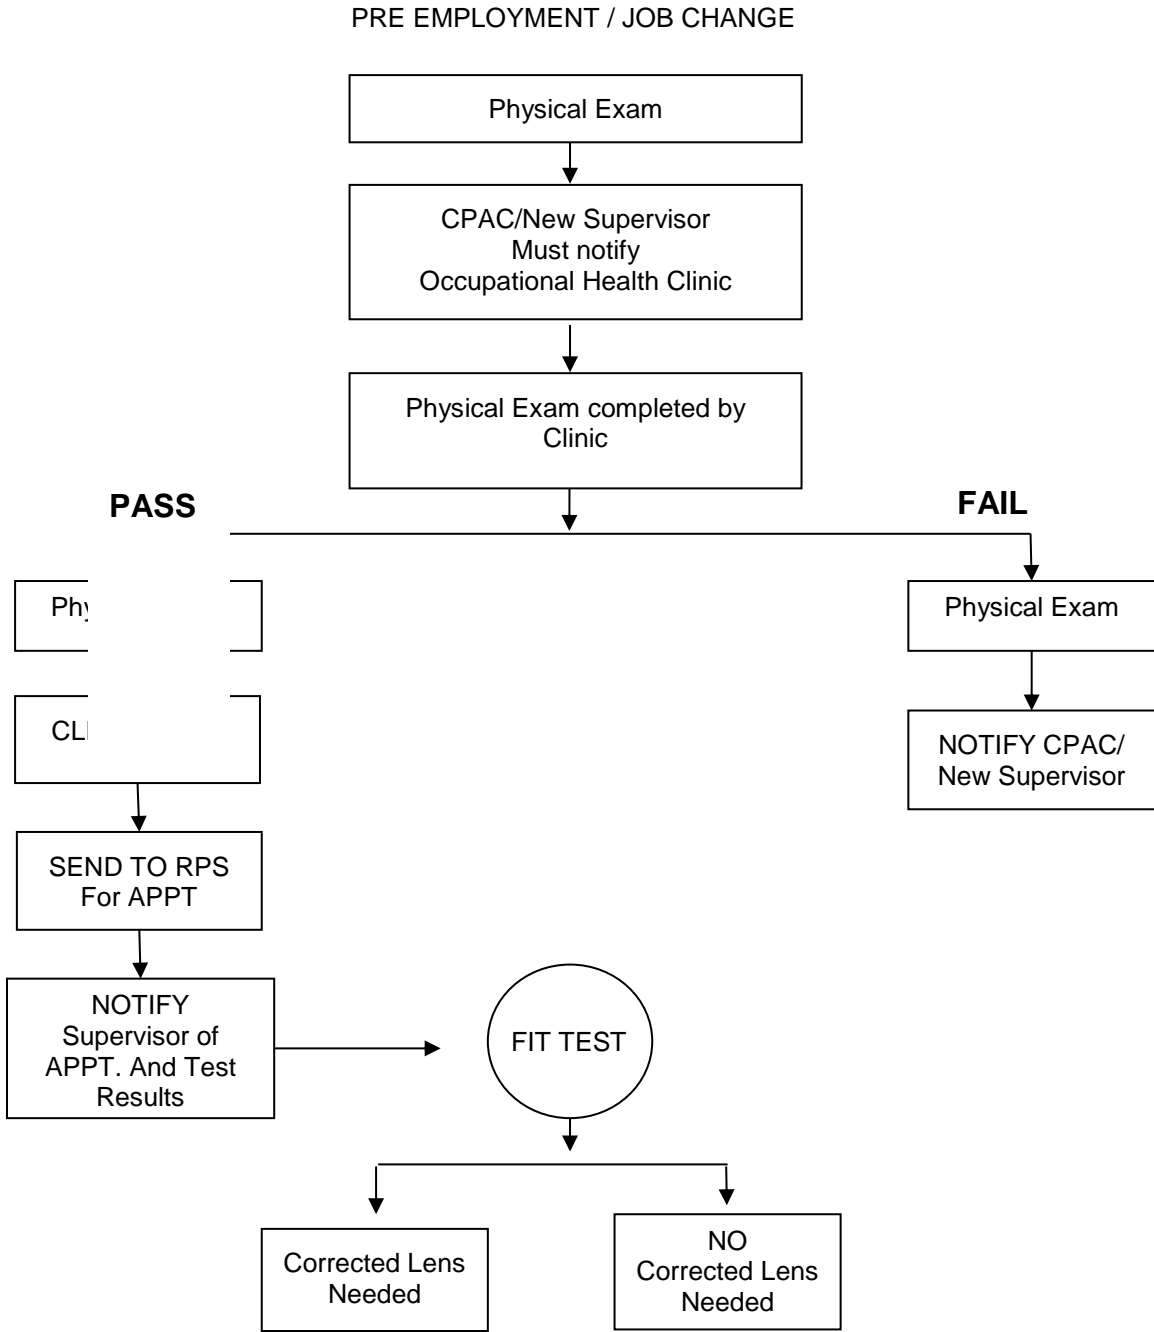 PRE EMPLOYMENT / JOB CHANGE
Physical Exam
CPAC/New Supervisor
Must notify
Occupational Health Clinic
Physical Exam completed by
Clinic
PASS
FAIL
Physical Exam
NOTIFY CPAC/
New Supervisor
SEND TO RPS
For APPT
NOTIFY
Supervisor of
APPT. And Test
Results
FIT TEST
Corrected Lens
Needed
NO
Corrected Lens
Needed